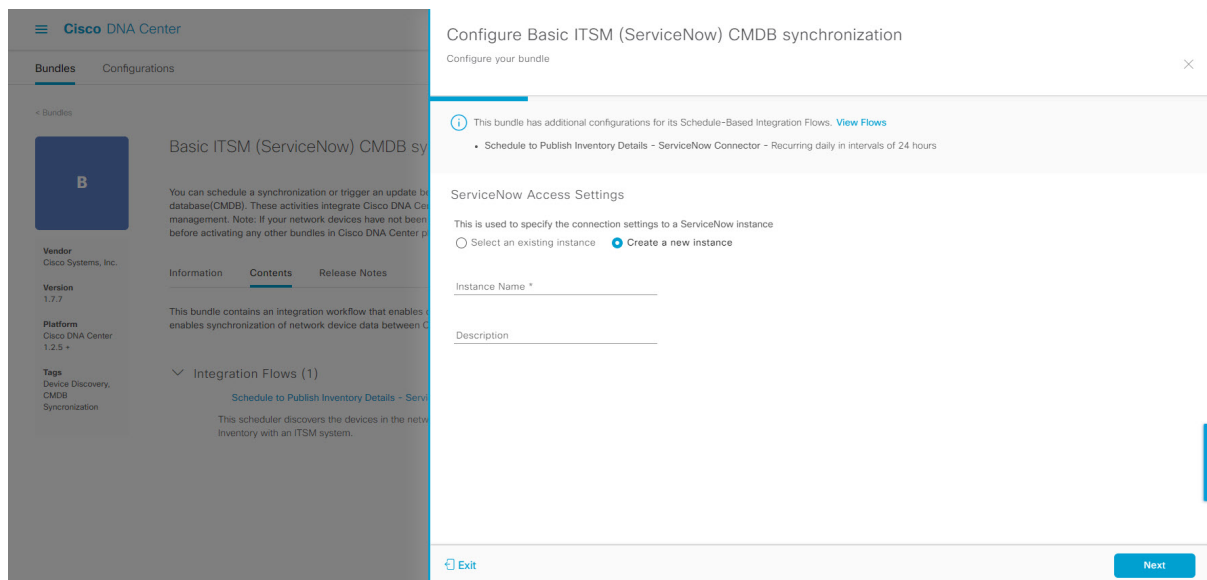 Cisco DNA Center
Bundles Configurations
< Bundles
B
Vendor
Cisco Systems, Inc.
Version
1.7.7
Platform
Cisco DNA Center
1.2.5 +
Tags
Device Discovery,
CMDB
Syncronization
Basic ITSM (ServiceNow) CMDB sy
You can schedule a synchronization or trigger an update be
database(CMDB). These activities integrate Cisco DNA Ce
management. Note: If your network devices have not been
before activating any other bundles in Cisco DNA Center p
Information Contents Release Notes
This bundle contains an integration workflow that enables
enables synchronization of network device data between C
Integration Flows (1)
Schedule to Publish Inventory Details - Servi
This scheduler discovers the devices in the netw
Inventory with an ITSM system.
Configure Basic ITSM (ServiceNow) CMDB synchronization
Configure your bundle
This bundle has additional configurations for its Schedule-Based Integration Flows. View Flows
• Schedule to Publish Inventory Details - ServiceNow Connector - Recurring daily in intervals of 24 hours
ServiceNow Access Settings
This is used to specify the connection settings to a ServiceNow instance
Select an existing instance Create a new instance
Instance Name *
Description
Exit
Next